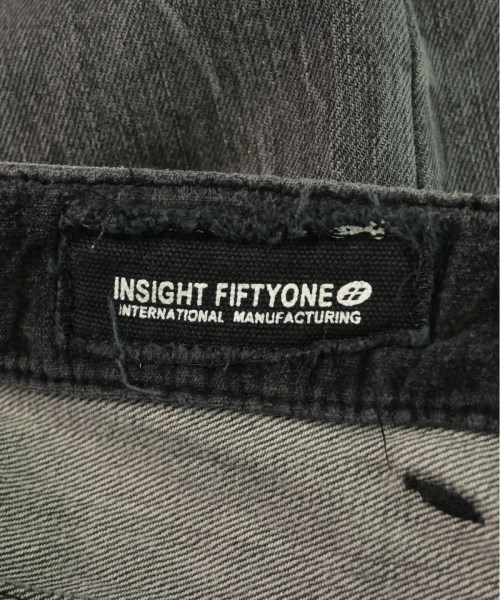 INSIGHT FIFTYONE
INTERNATIONAL MANUFACTURING